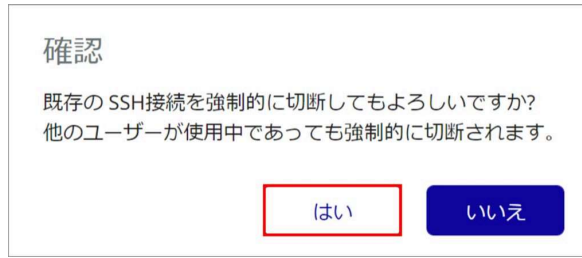 確認
既存の SSH接続を強制的に切断してもよろしいですか?
他のユーザーが使用中であっても強制的に切断されます。
はい
いいえ